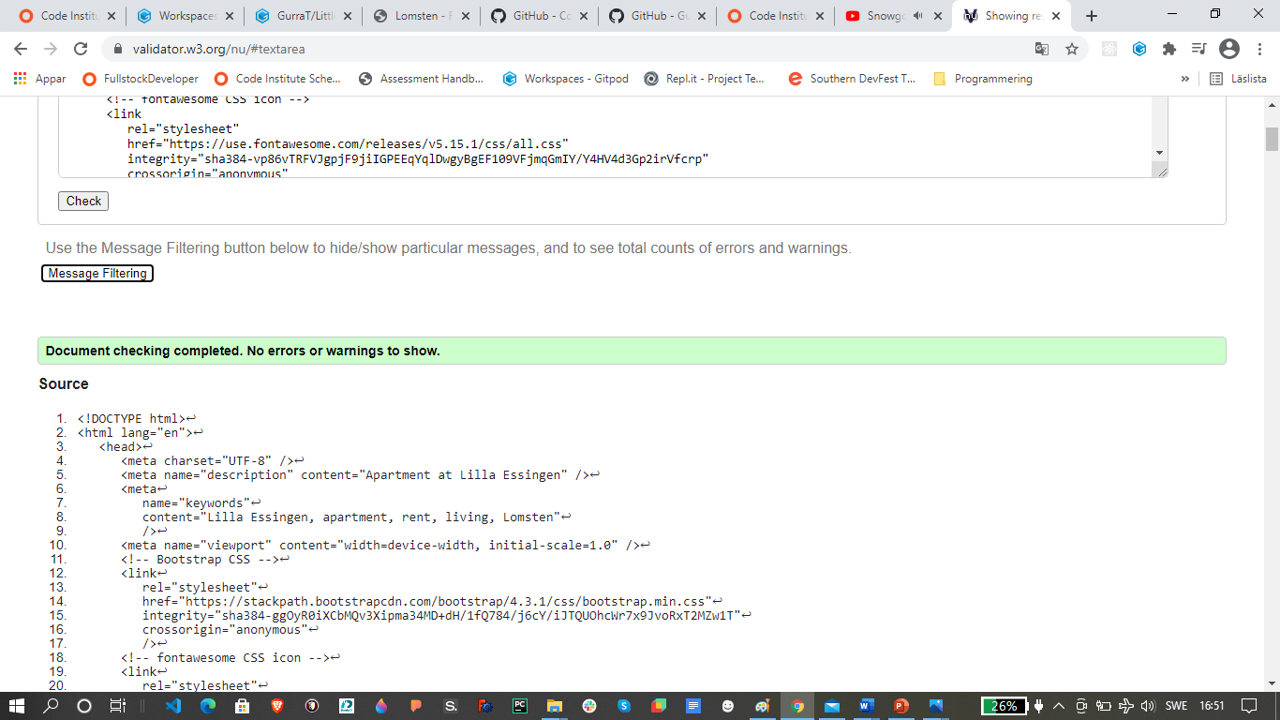 Code Institu
Workspaces
GurraT/Littl
Lomsten - F
GitHub - Co
GitHub - Gu
Code Institu
Snowgo
Showing re
validator.w3.org/nu/#textarea
Appar
FullstockDeveloper
Code Institute Sche...
Assessment Handb...
Workspaces - Gitpod
Repl.it - Project Te...
Southern DevFest T...
Programmering
»
Läslista
<!-- fontawesome CSS icon -->
<link
rel="stylesheet"
href="https://use.fontawesome.com/releases/v5.15.1/css/all.css"
integrity="sha384-vp86vTRFVJgpjF9jiIGPEEqYqlDwgyBgEF109VFjmqGmIY/Y4HV4d3Gp2irVfcrp"
crossorigin="anonymous"
Check
Use the Message Filtering button below to hide/show particular messages, and to see total counts of errors and warnings.
Message Filtering
Document checking completed. No errors or warnings to show.
Source
1. <!DOCTYPE html>↩
2. <html lang="en">↩
3. <head>↩
4. <meta charset="UTF-8" />↩
5. <meta name="description" content="Apartment at Lilla Essingen" />↩
6. <meta↩
7. name="keywords"↩
8. content="Lilla Essingen, apartment, rent, living, Lomsten"↩
9. />↩
10. <meta name="viewport" content="width=device-width, initial-scale=1.0" />↩
11. <!-- Bootstrap CSS -->↩
12. <link↩
13. rel="stylesheet"↩
14. href="https://stackpath.bootstrapcdn.com/bootstrap/4.3.1/css/bootstrap.min.css"↩
15. integrity="sha384-ggOyR0iXCbMQv3Xipma34MD+dH/1fQ784/j6cY/iJTQUOhcWr7x9JvoRxT2MZw1T"↩
16. crossorigin="anonymous"↩
17. />↩
18. <!-- fontawesome CSS icon -->↩
19. <link↩
20. rel="stylesheet"↩
26%
SWE
16:51